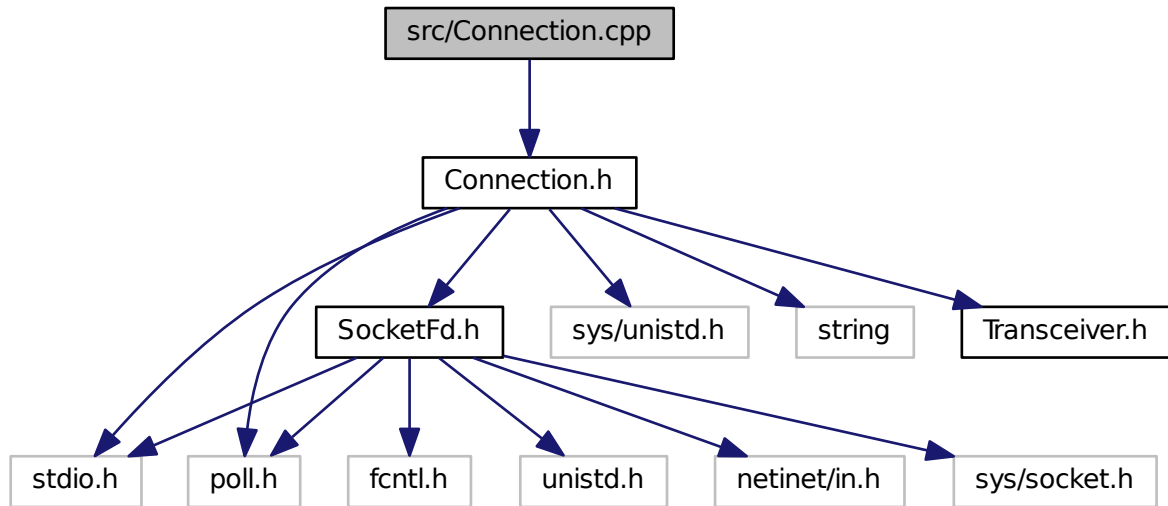 src/Connection.cpp
Connection.h
SocketFd.h
sys/unistd.h
string
Transceiver.h
stdio.h
poll.h
fcntl.h
unistd.h
netinet/in.h
sys/socket.h